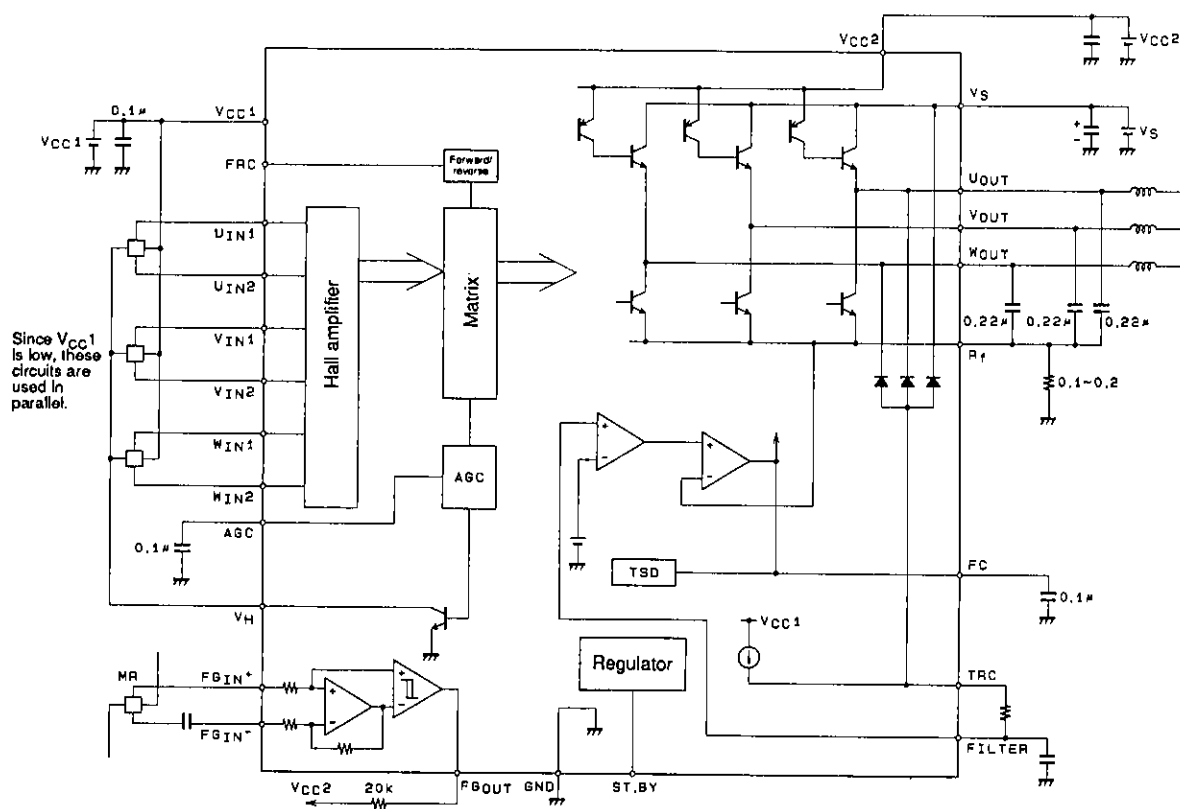 VCC2
VCC2
0.1μ
VCC1
VCC1
VS
VS
FRC
Forward/
reverse
UOUT
VOUT
WOUT
UIN1
UIN2
VIN1
VIN2
WIN1
WIN2
Hall amplifier
Matrix
Since VCC1
is low, these
circuits are
used in
parallel.
0.22μ
0.22μ
0.22μ
Rf
0.1~0.2
AGC
AGC
0.1μ
TSD
FC
0.1μ
VH
VCC1
Regulator
MR
FGIN+
FGIN-
TRC
FILTER
VCC2
20k
FGOUT
GND
ST.BY